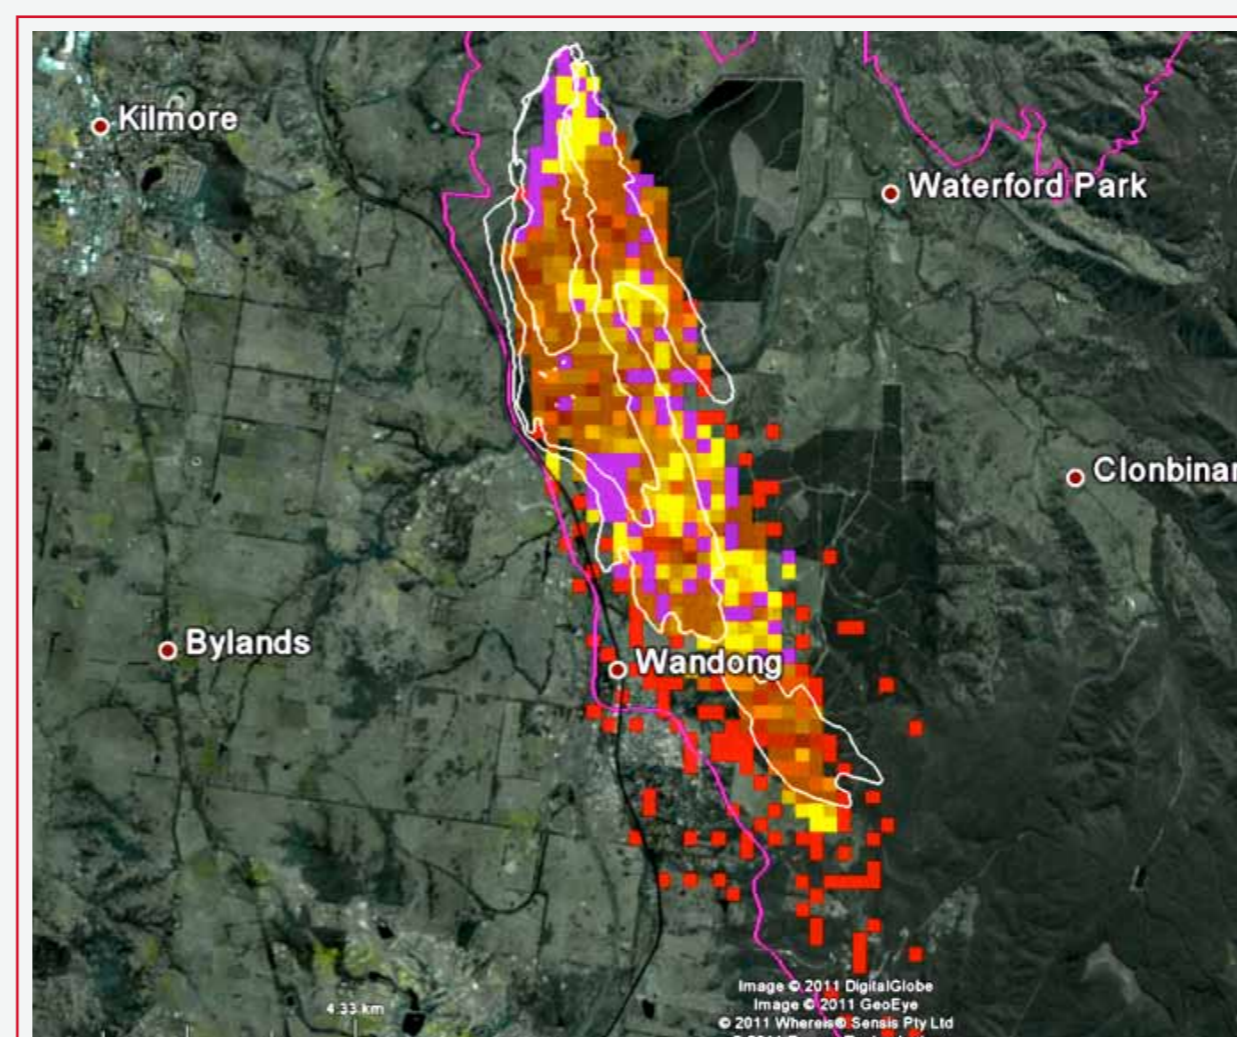 Kilmore
Waterford Park
Clonbinar
Bylands
Wandong
4.33 km
Image © 2011 DigitalGlobe
Image © 2011 GeoEye
© 2011 Whereis® Sensis Pty Ltd